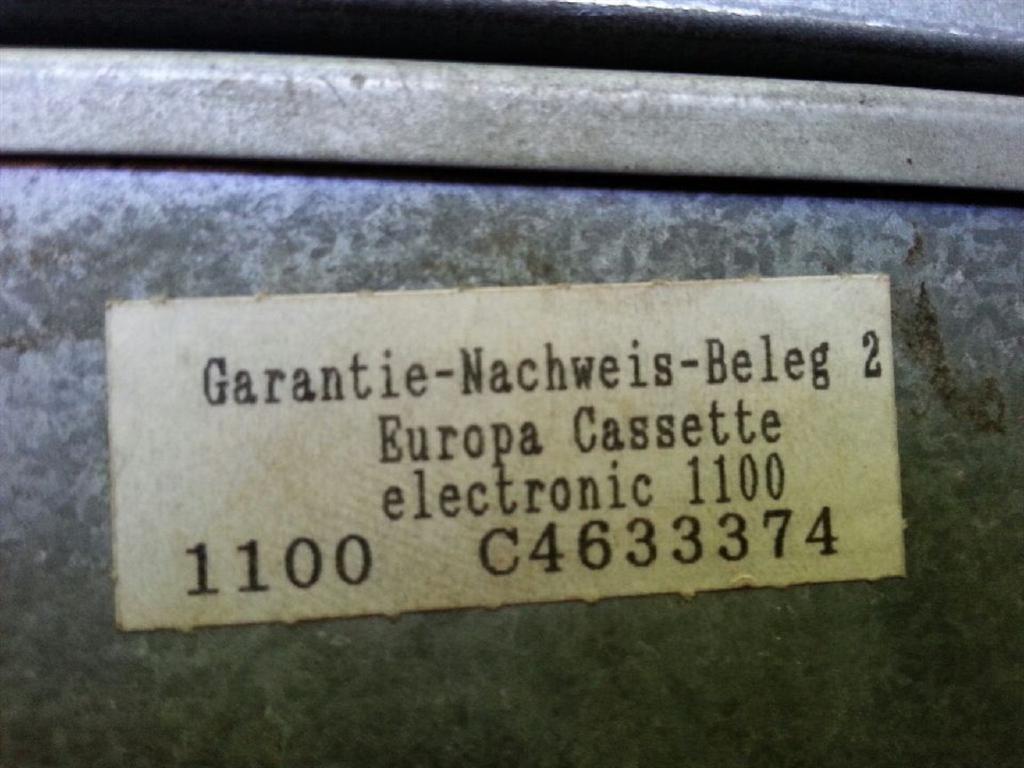 Garantie-Nachweis-Beleg 2
Europa Cassette
electronic 1100
1100 C4633374